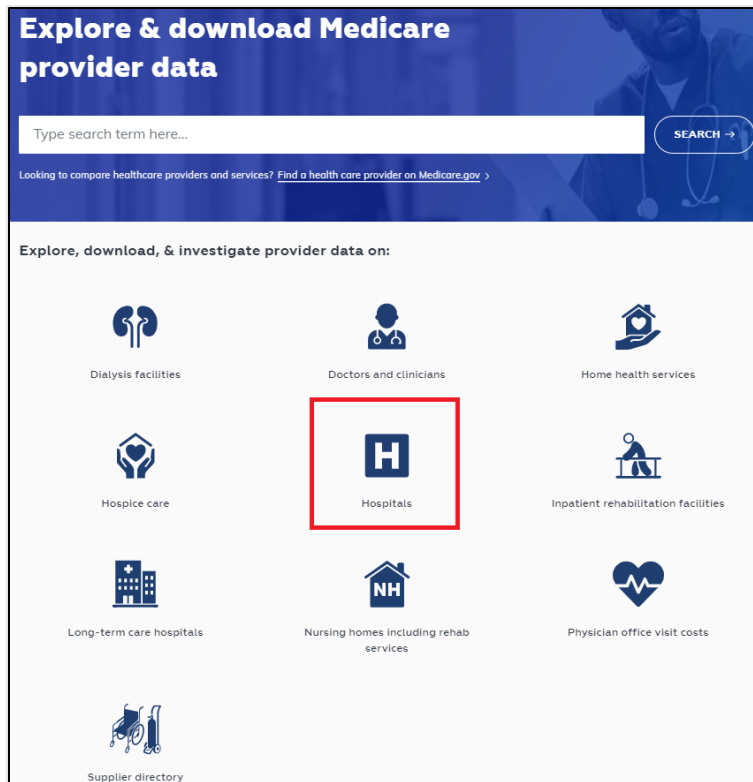 Explore & download Medicare
provider data
Type search term here...
SEARCH →
Looking to compare healthcare providers and services? Find a health care provider on Medicare.gov >
Explore, download, & investigate provider data on:
Dialysis facilities
Doctors and clinicians
Home health services
Hospice care
H
Hospitals
Inpatient rehabilitation facilities
Long-term care hospitals
NH
Nursing homes including rehab
services
Physician office visit costs
Supplier directory